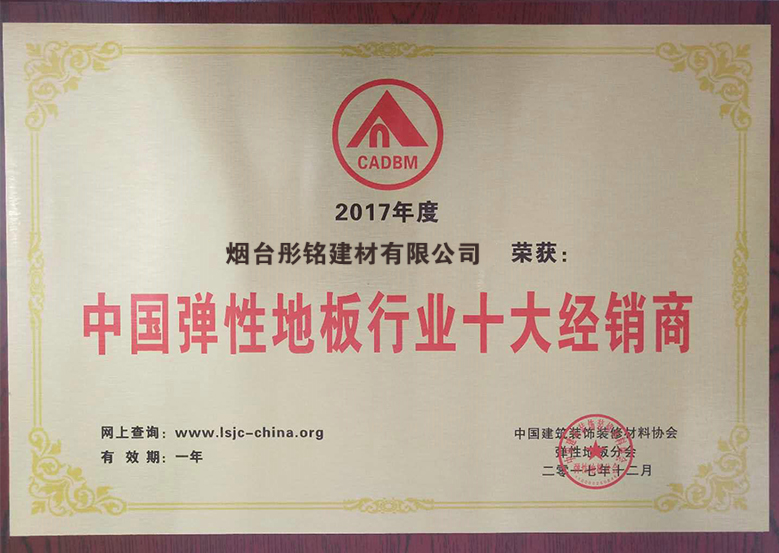 CADBM
2017年度
烟台彤铭建材有限公司 荣获：
中国弹性地板行业十大经销商
网上查询：www.lsjc-china.org
有 效 期：一年
中国建筑装饰装修材料协会
弹性地板分会
二零一七年十二月